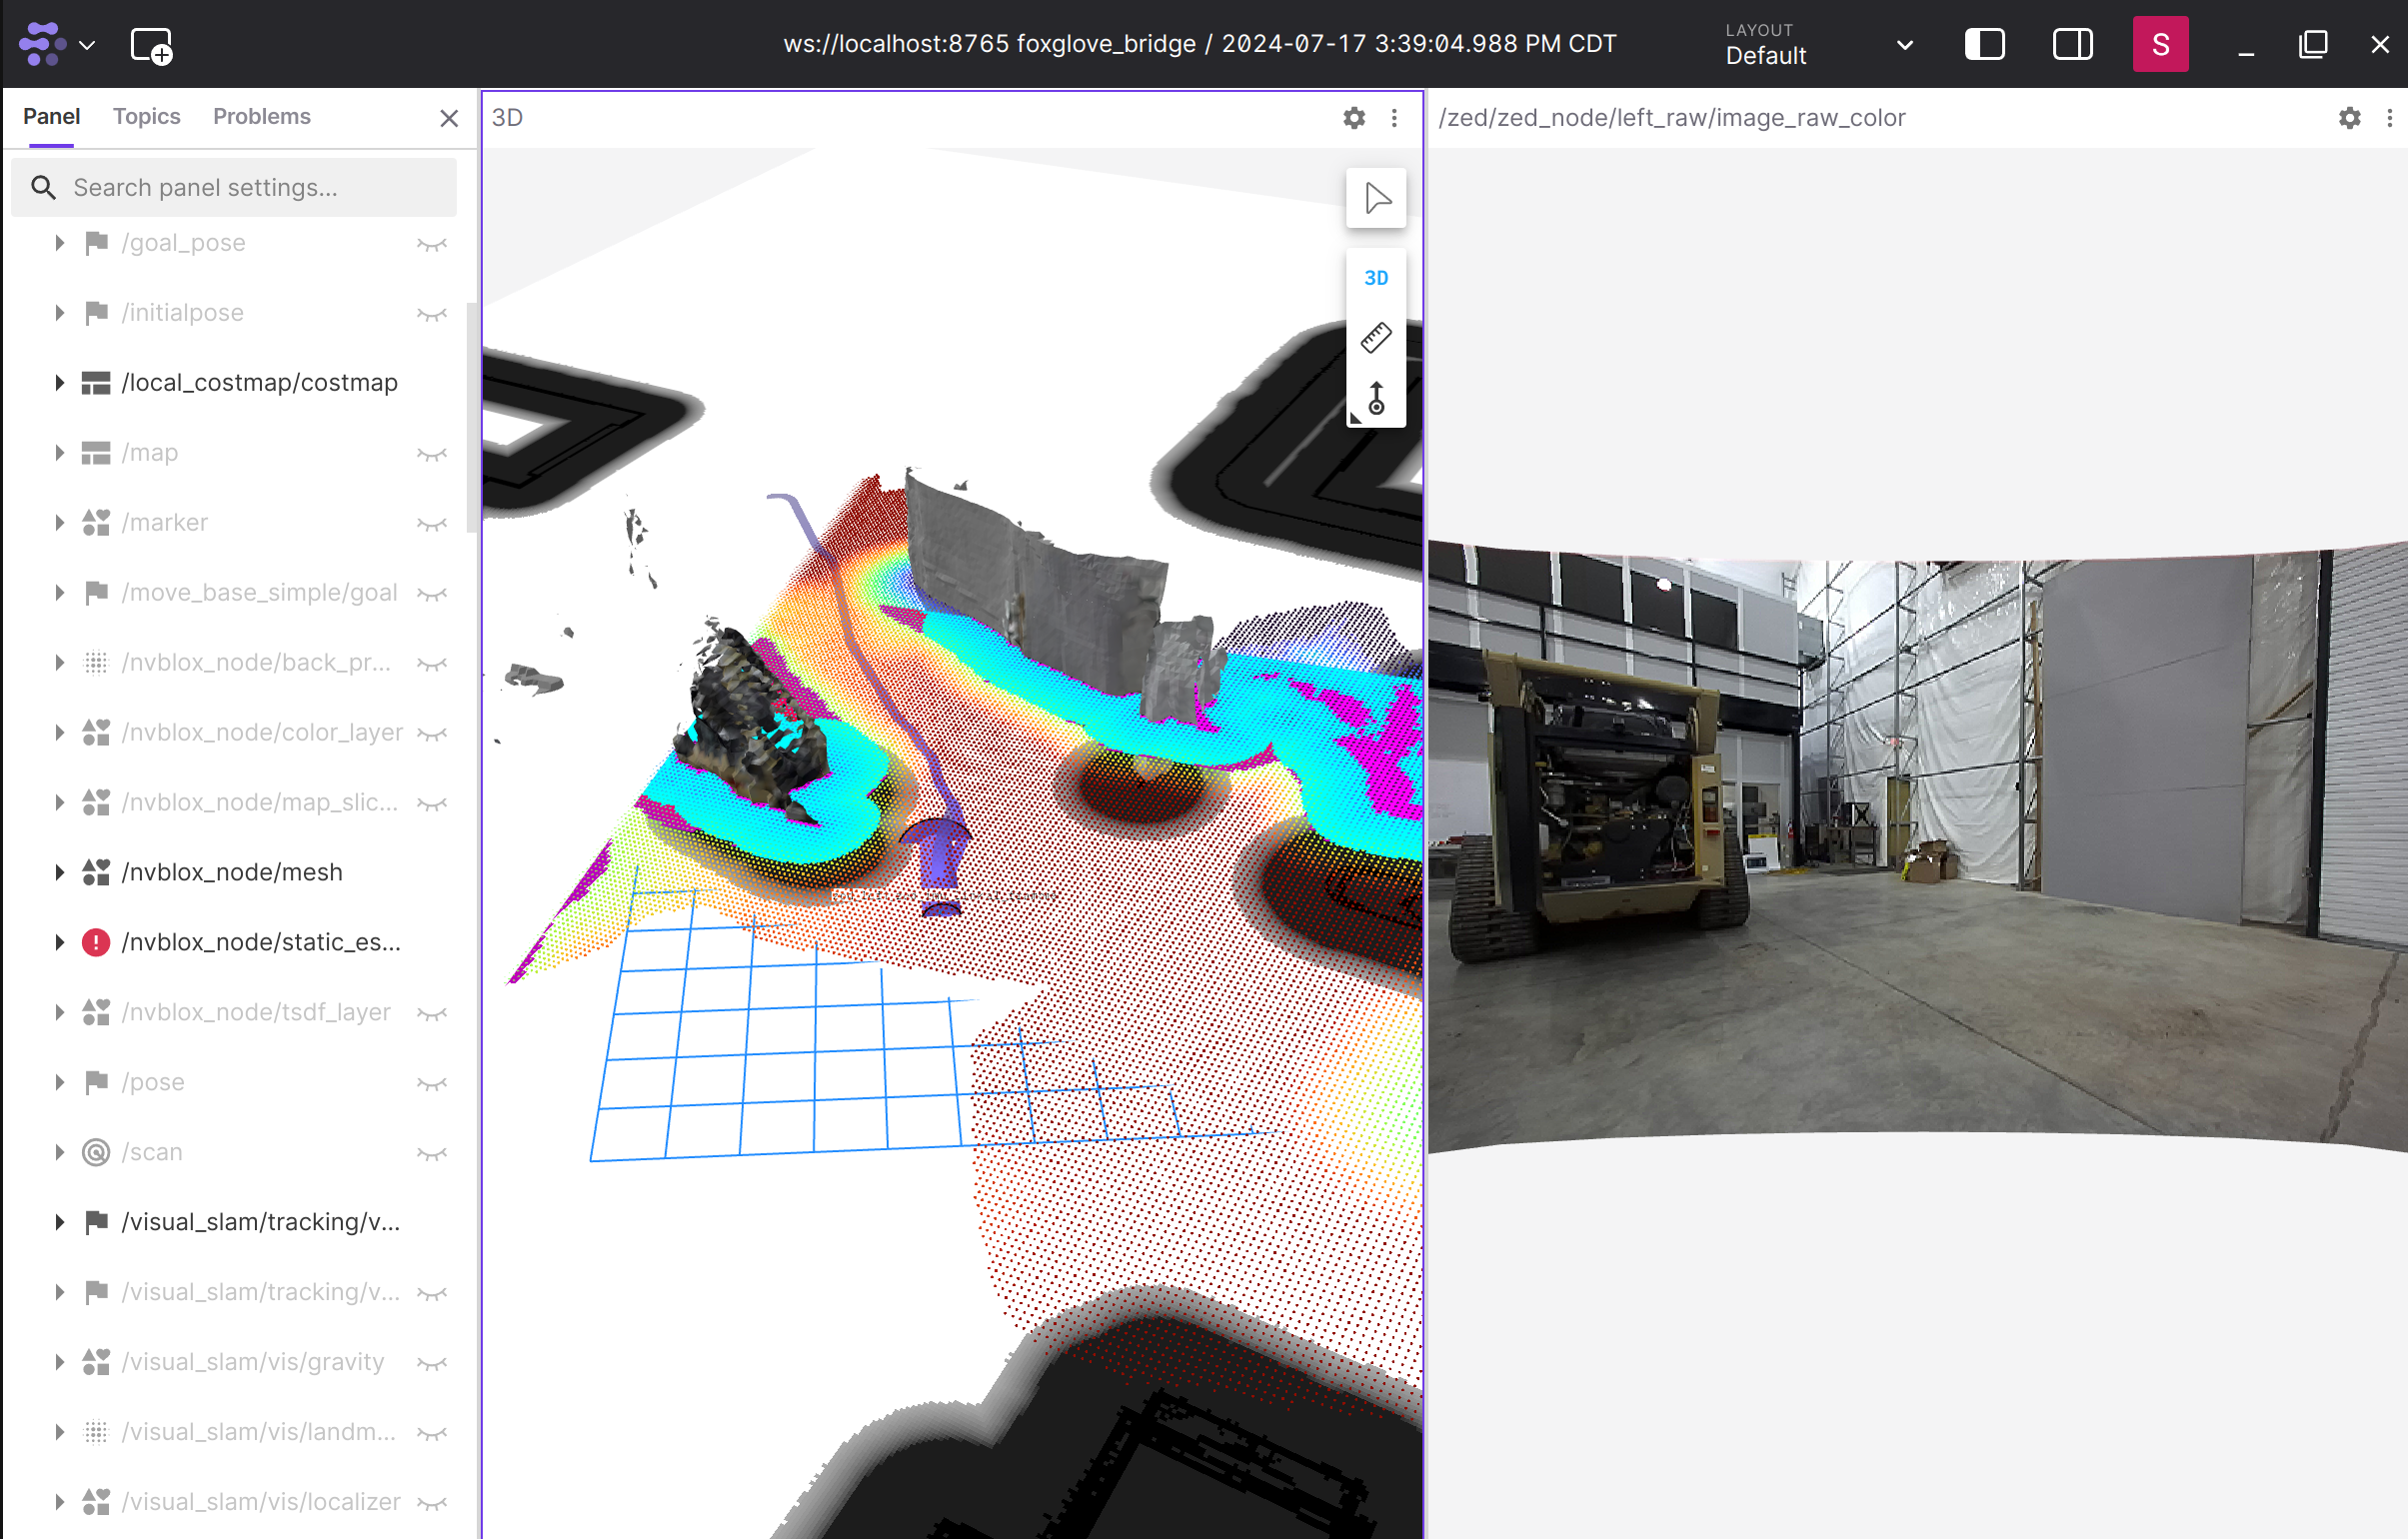 ws://localhost:8765 foxglove_bridge / 2024-07-17 3:39:04.988 PM CDT
LAYOUT
Default
S
Panel
Topics
Problems
Search panel settings...
/goal_pose
/initialpose
/local_costmap/costmap
/map
/marker
/move_base_simple/goal
/nvblox_node/back_pr...
/nvblox_node/color_layer
/nvblox_node/map_slic...
/nvblox_node/mesh
/nvblox_node/static_es...
/nvblox_node/tsdf_layer
/pose
/scan
/visual_slam/tracking/v...
/visual_slam/tracking/v...
/visual_slam/vis/gravity
/visual_slam/vis/landm...
/visual_slam/vis/localizer
3D
3D
/zed/zed_node/left_raw/image_raw_color